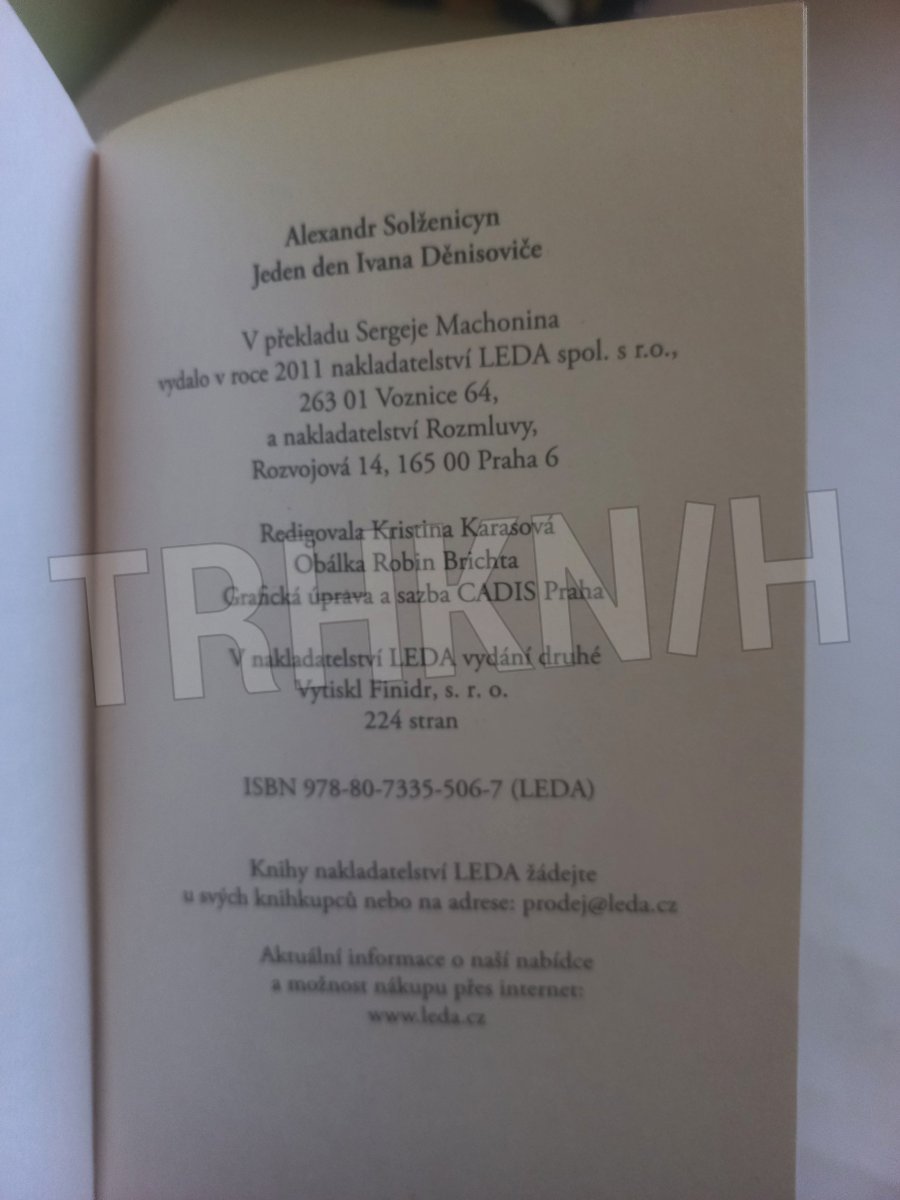 Alexandr Solženicyn
Jeden den Ivana Děnisoviče
V překladu Sergeje Machonina
vydalo v roce 2011 nakladatelství LEDA spol. s r.o.,
263 01 Voznice 64,
a nakladatelství Rozmluvy,
Rozvojová 14, 165 00 Praha 6
Redigovala Kristina Karasová
Obálka Robin Brichta
Grafická úprava a sazba CADIS Praha
TRHKN/H
V nakladatelství LEDA vydání druhé
Vytiskl Finidr, s. r. o.
224 stran
ISBN 978-80-7335-506-7 (LEDA)
Knihy nakladatelství LEDA žádejte
u svých knihkupců nebo na adrese: prodej@leda.cz
Aktuální informace o naší nabídce
a možnost nákupu přes internet:
www.leda.cz